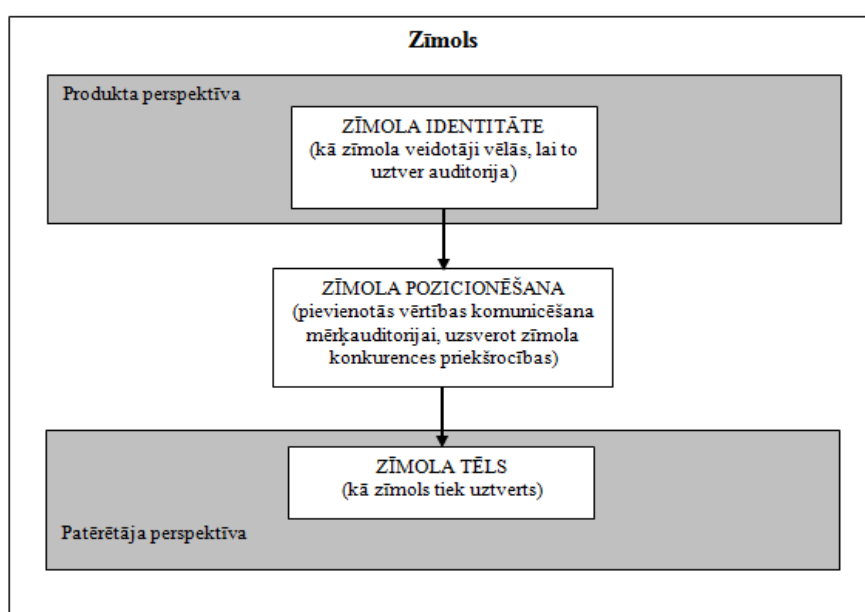 Zīmols
Produkta perspektīva
ZĪMOLA IDENTITĀTE
(kā zīmola veidotāji vēlās, lai to
uztver auditorija)
ZĪMOLA POZICIONĒŠANA
(pievienotās vērtības komunicēšana
mērķauditorijai, uzsverot zīmola
konkurences priekšrocības)
ZĪMOLA TĒLS
(kā zīmols tiek uztverts)
Patērētāja perspektīva